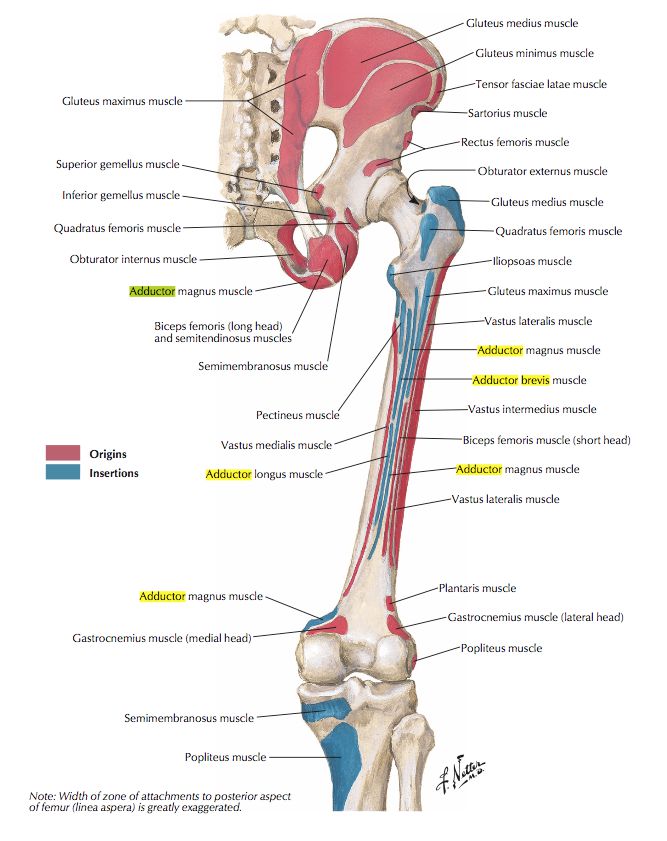 Gluteus medius muscle
Gluteus minimus muscle
Tensor fasciae latae muscle
Gluteus maximus muscle
Sartorius muscle
Rectus femoris muscle
Superior gemellus muscle
Obturator externus muscle
Inferior gemellus muscle
Gluteus medius muscle
Quadratus femoris muscle
Quadratus femoris muscle
Obturator internus muscle
Iliopsoas muscle
Adductor magnus muscle
Gluteus maximus muscle
Biceps femoris (long head)
and semitendinosus muscles
Vastus lateralis muscle
Adductor magnus muscle
Semimembranosus muscle
Adductor brevis muscle
Pectineus muscle
Vastus intermedius muscle
Vastus medialis muscle
Biceps femoris muscle (short head)
Origins
Insertions
Adductor longus muscle
Adductor magnus muscle
Vastus lateralis muscle
Adductor magnus muscle
Plantaris muscle
Gastrocnemius muscle (lateral head)
Gastrocnemius muscle (medial head)
Popliteus muscle
Semimembranosus muscle
Popliteus muscle
F. Netter
M.D.
Note: Width of zone of attachments to posterior aspect
of femur (linea aspera) is greatly exaggerated.